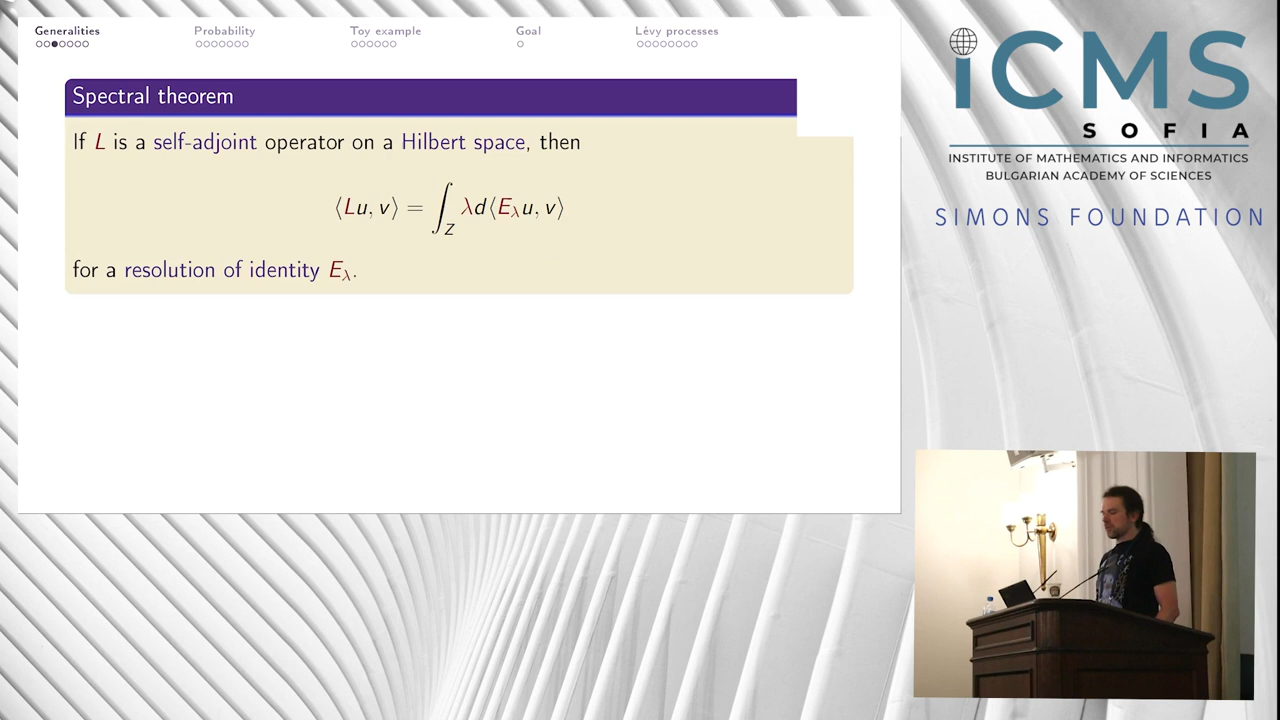 Generalities Probability Toy example Goal Lévy processes
Spectral theorem
If L is a self-adjoint operator on a Hilbert space, then
⟨Lu, v⟩ = ∫_Z λd⟨E_λu, v⟩
for a resolution of identity E_λ.
iCMS
SOFIA
INSTITUTE OF MATHEMATICS AND INFORMATICS
BULGARIAN ACADEMY OF SCIENCES
SIMONS FOUNDATION